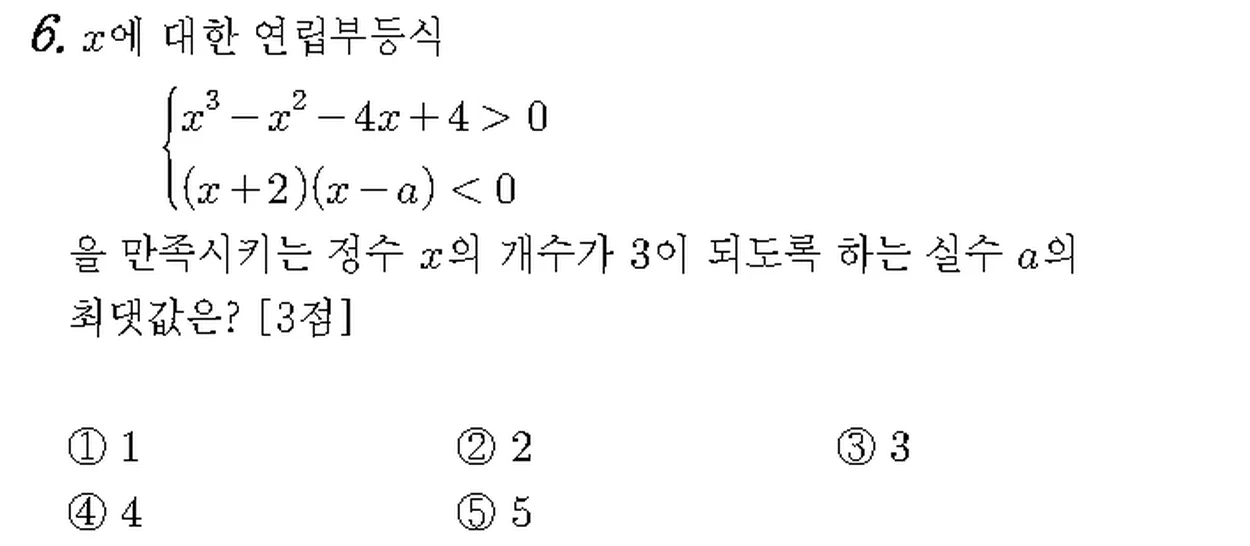 6. x에 대한 연립부등식
x³ − x² − 4x + 4 > 0
(x + 2)(x − a) < 0
을 만족시키는 정수 x의 개수가 3이 되도록 하는 실수 a의
최댓값은? [3점]
① 1 ② 2 ③ 3
④ 4 ⑤ 5